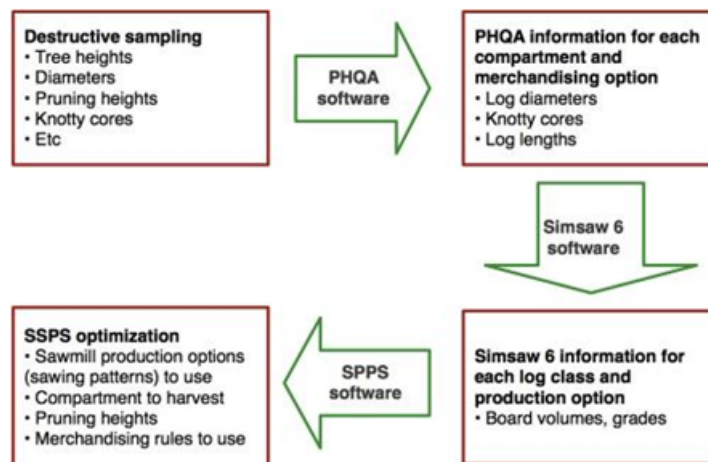 Destructive sampling
• Tree heights
• Diameters
• Pruning heights
• Knotty cores
• Etc
PHQA
software
PHQA information for each
compartment and
merchandising option
• Log diameters
• Knotty cores
• Log lengths
Simsaw 6
software
Simsaw 6 information for
each log class and
production option
• Board volumes, grades
SPPS
software
SSPS optimization
• Sawmill production options
(sawing patterns) to use
• Compartment to harvest
• Pruning heights
• Merchandising rules to use